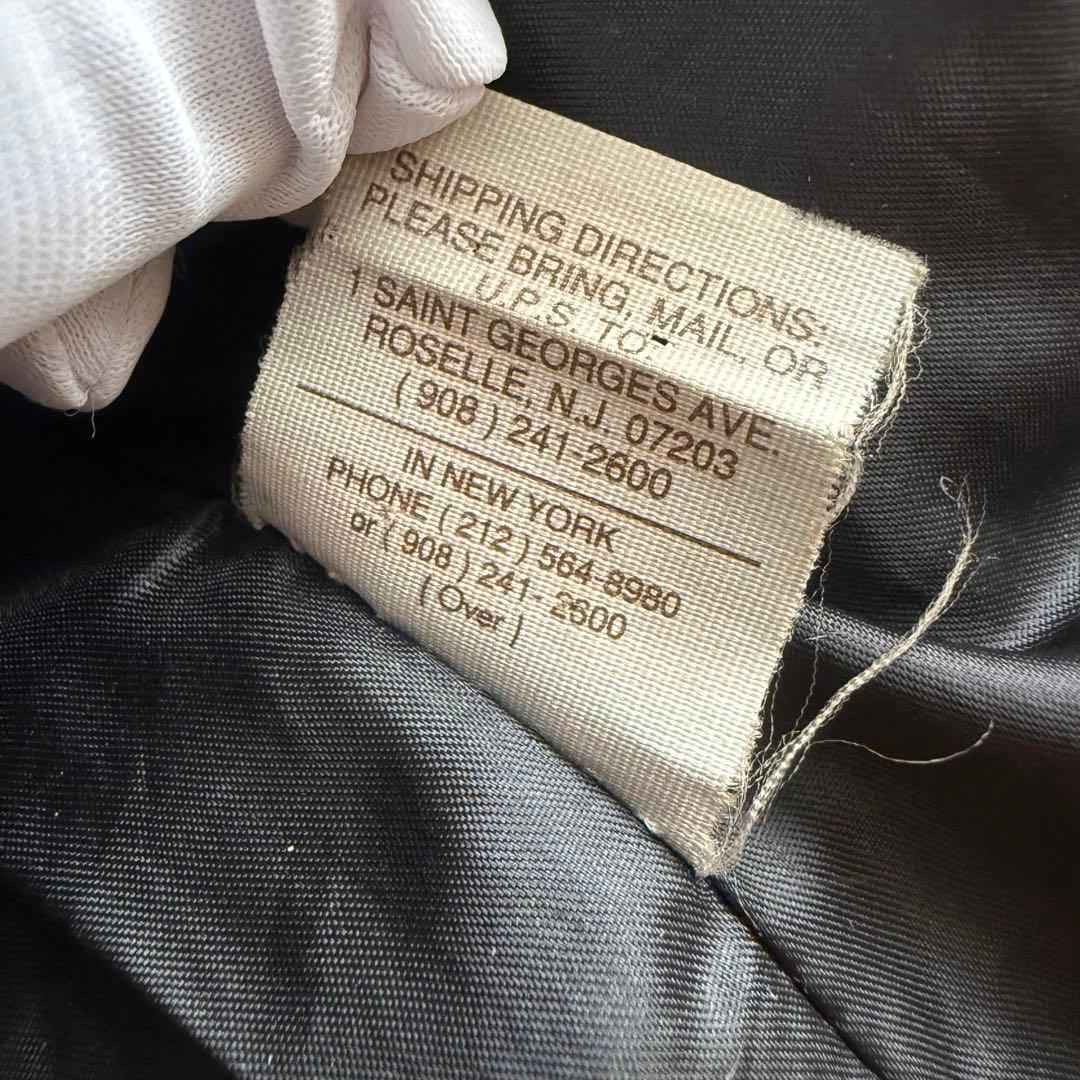 SHIPPING DIRECTIONS:
PLEASE BRING, MAIL, OR
U.P.S. TO:
1 SAINT GEORGES AVE.
ROSELLE, N.J. 07203
( 908 ) 241-2600
IN NEW YORK
PHONE ( 212 ) 564-8980
or ( 908 ) 241- 2600
( Over )